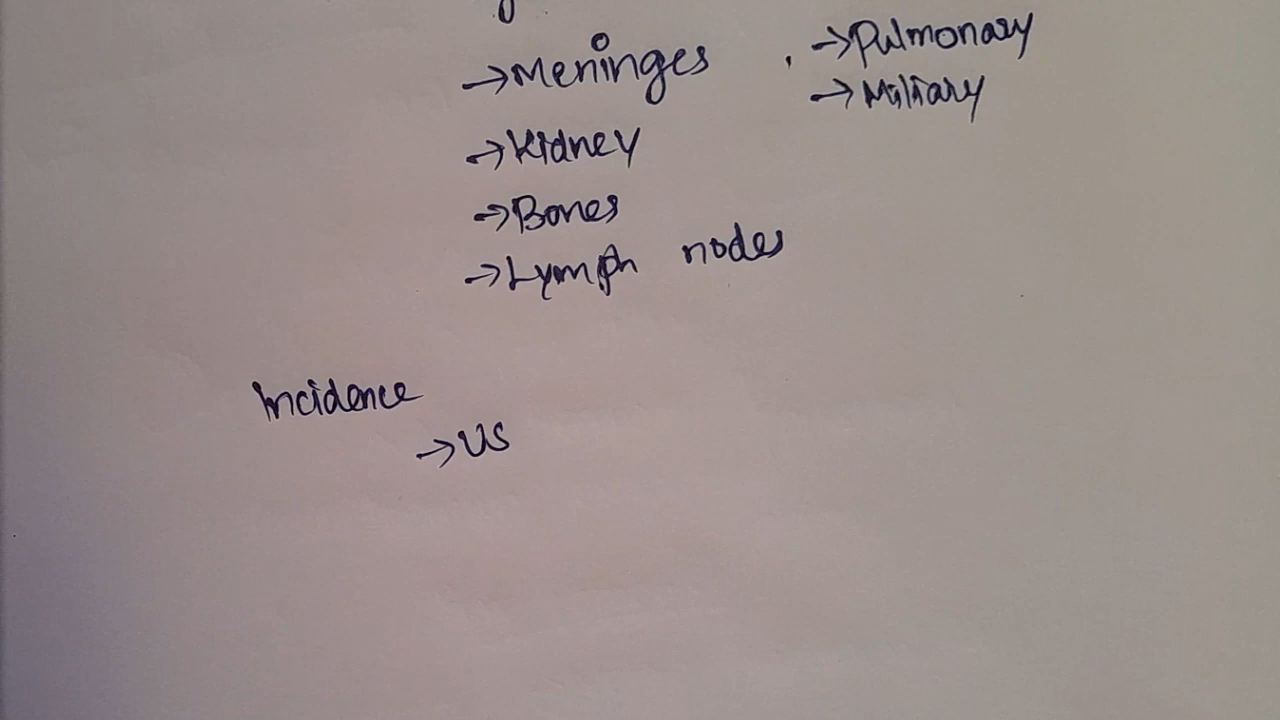 →Meninges
→Pulmonary
→Miliary
→Kidney
→Bones
→Lymph nodes
Incidence
→US